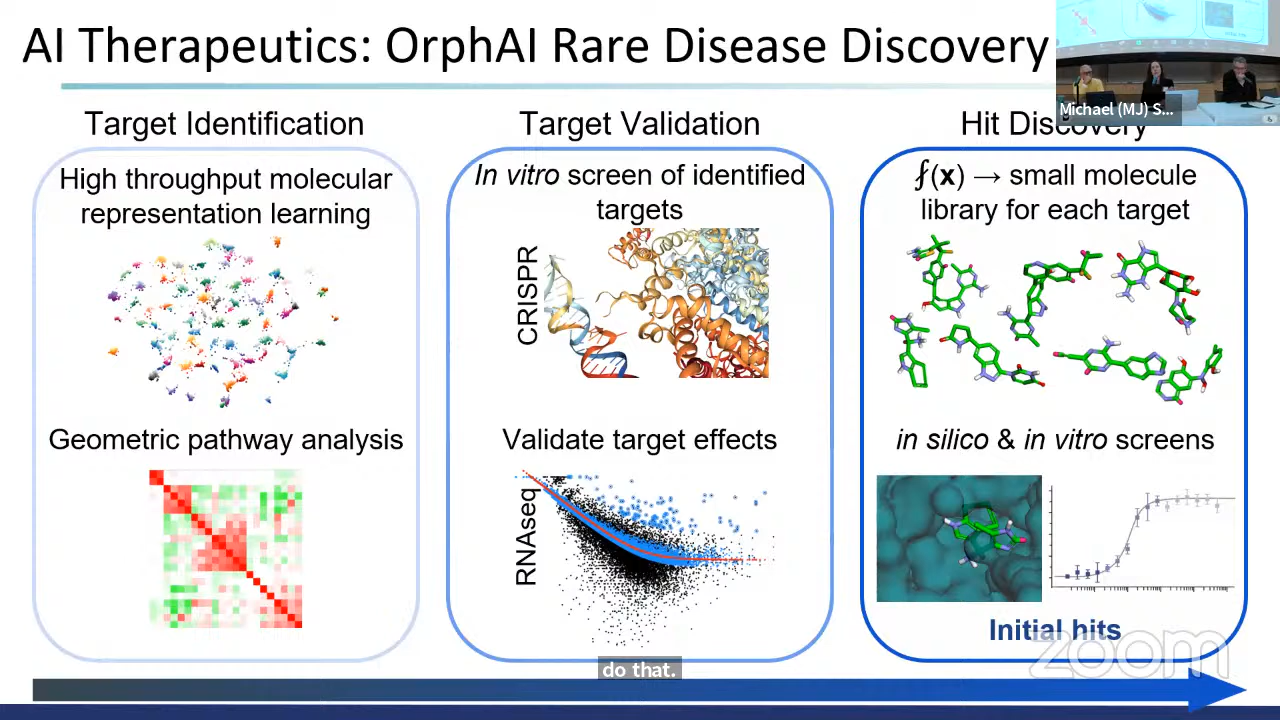 AI Therapeutics: OrphAI Rare Disease Discovery
Michael (MJ) S...
Target Identification
High throughput molecular
representation learning
Geometric pathway analysis
Target Validation
In vitro screen of identified
targets
CRISPR
Validate target effects
RNAseq
Hit Discovery
⨍(x) → small molecule
library for each target
in silico & in vitro screens
Initial hits
do that.
zoom